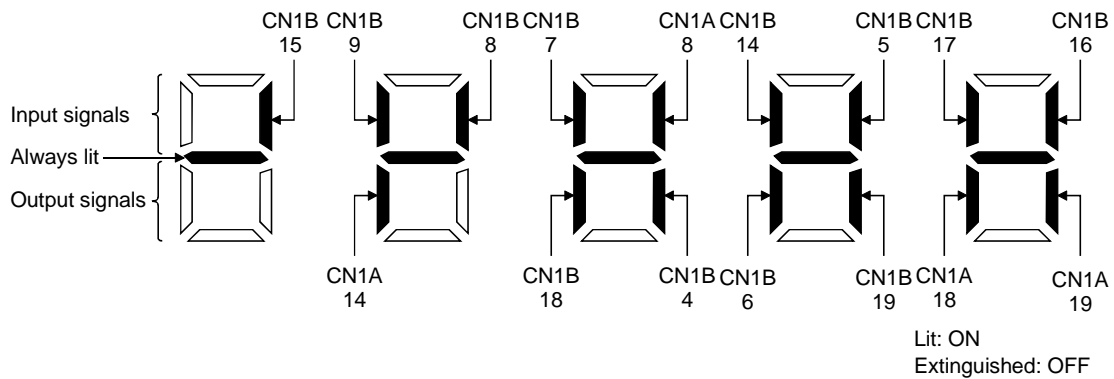 CN1B CN1B CN1B CN1B CN1A CN1B CN1B CN1B CN1B
15 9 8 7 8 14 5 17 16
Input signals
Always lit
Output signals
CN1A CN1B CN1B CN1B CN1B CN1A CN1A
14 18 4 6 19 18 19
Lit: ON
Extinguished: OFF